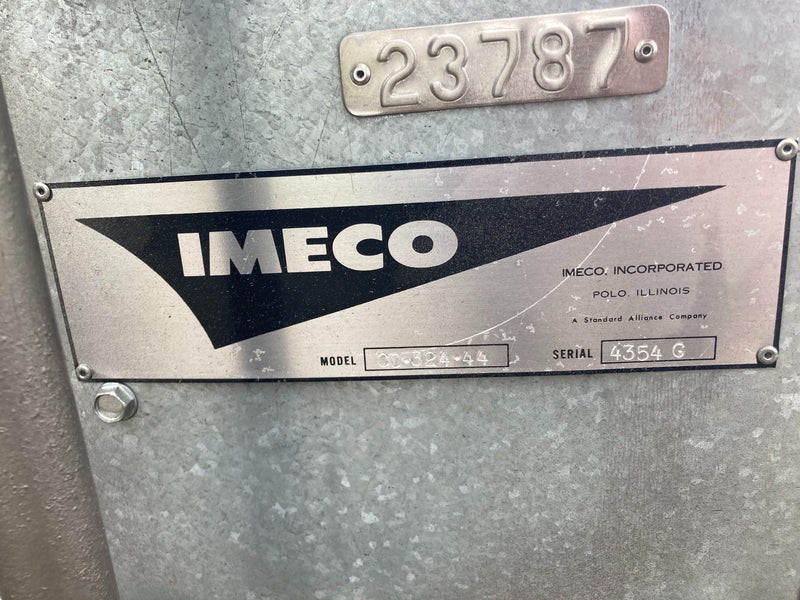 23787
IMECO
IMECO, INCORPORATED
POLO, ILLINOIS
A Standard Alliance Company
MODEL
SERIAL 4354 G